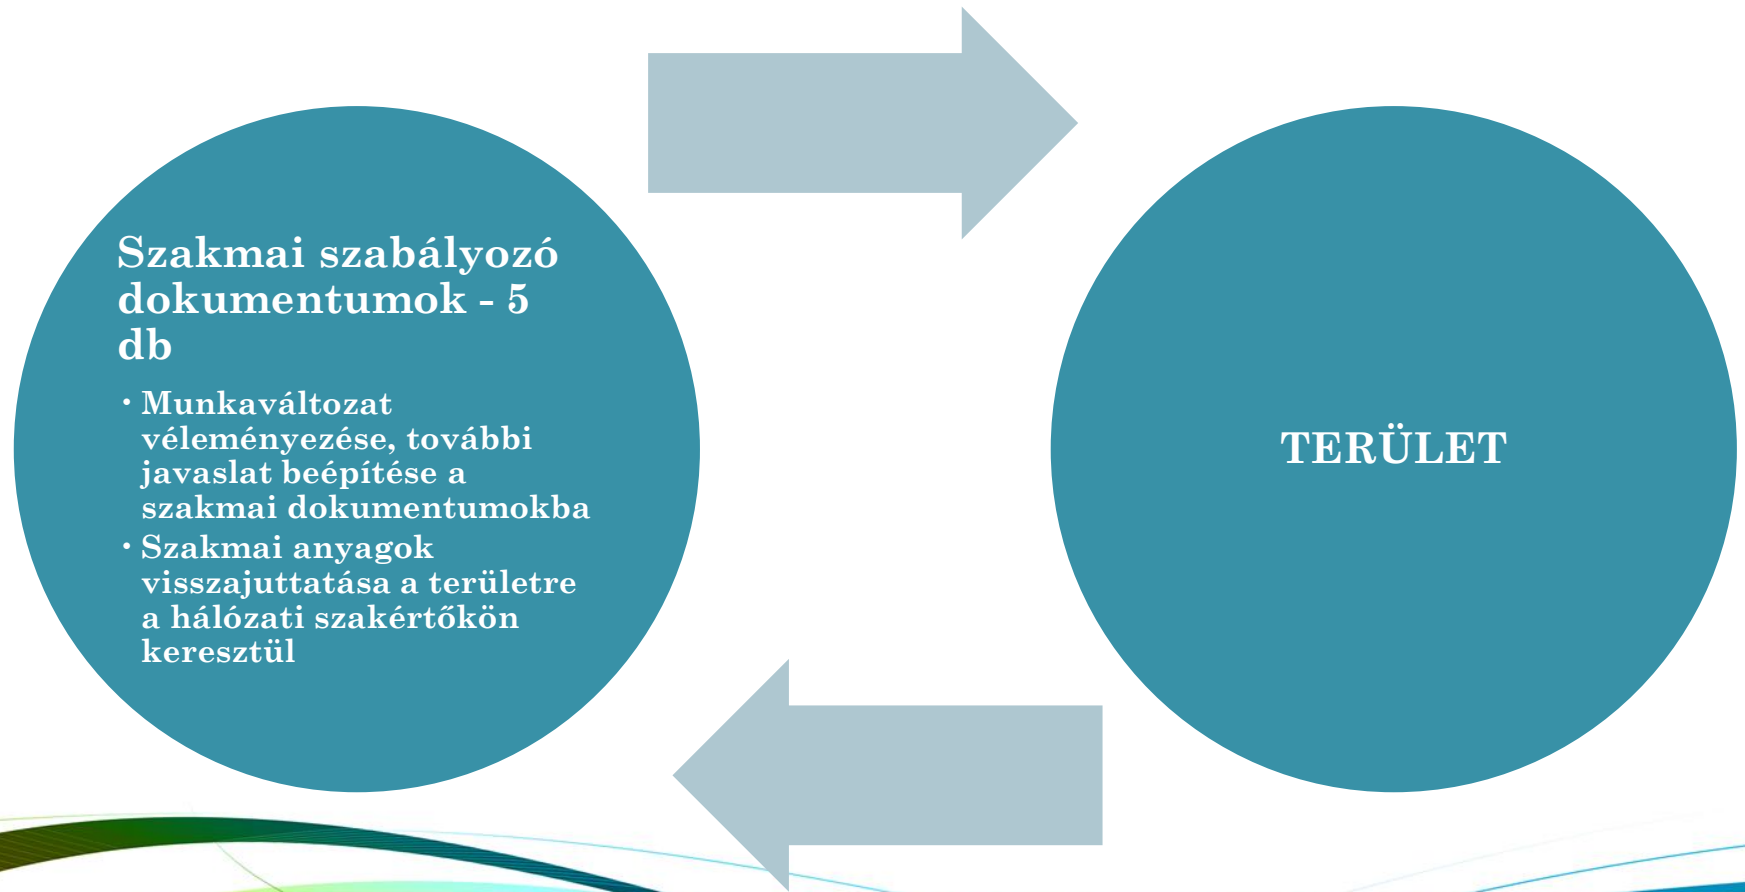 Szakmai szabályozó
dokumentumok - 5
db
· Munkaváltozat
véleményezése, további
javaslat beépítése a
szakmai dokumentumokba
· Szakmai anyagok
visszajuttatása a területre
a hálózati szakértőkön
keresztül
TERÜLET